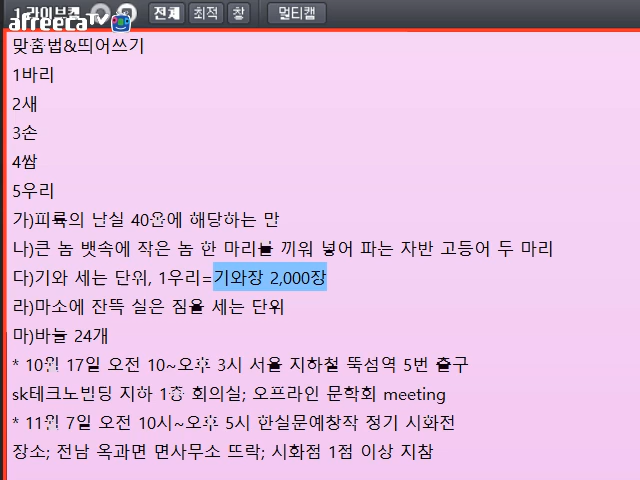 1.라이브캠
afreecaTV
전체 최적 창 멀티캡
맞춤법&띄어쓰기
1바리
2새
3손
4쌈
5우리
가)피륙의 날실 40올에 해당하는 말
나)큰 놈 뱃속에 작은 놈 한 마리를 끼워 넣어 파는 자반 고등어 두 마리
다)기와 세는 단위, 1우리=기와장 2,000장
라)마소에 잔뜩 실은 짐을 세는 단위
마)바늘 24개
* 10월 17일 오전 10~오후 3시 서울 지하철 뚝섬역 5번 출구
sk테크노빌딩 지하 1층 회의실; 오프라인 문학회 meeting
* 11월 7일 오전 10시~오후 5시 한실문예창작 정기 시화전
장소; 전남 옥과면 면사무소 뜨락; 시화점 1점 이상 지참